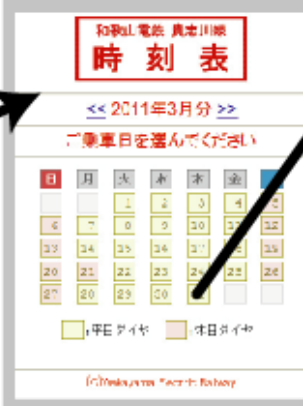 和歌山電鉄 貴志川線
時刻表
<< 2011年3月分 >>
ご乗車日を選んでください
日 月 火 水 木 金
1 2 3 4 5
6 7 8 9 10 11 12
13 14 15 16 17 18 19
20 21 22 23 24 25 26
27 28 29 30
:平日ダイヤ :休日ダイヤ
(C)Wakayama Electric Railway